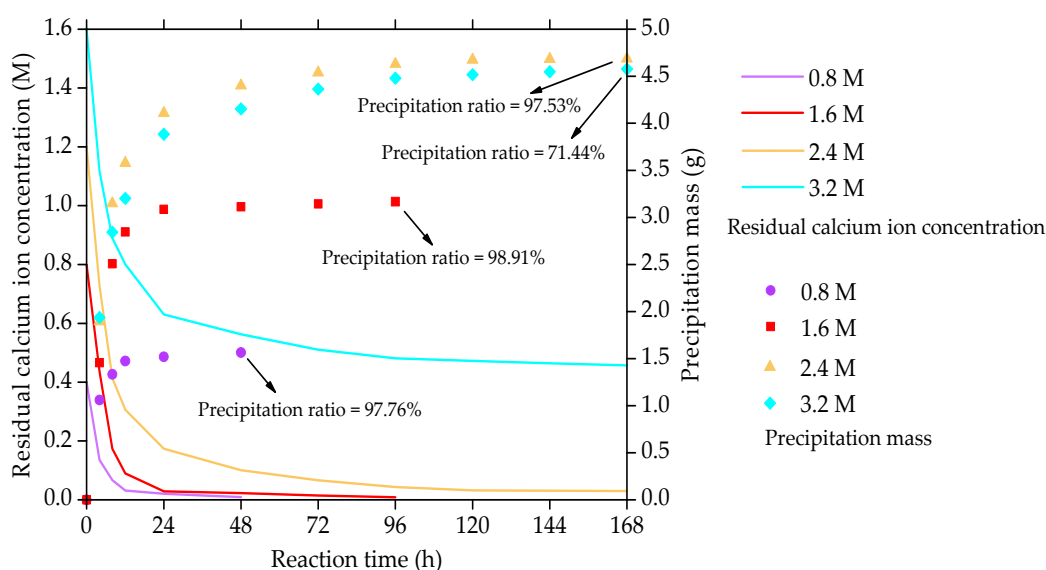 Residual calcium ion concentration (M)
1.6
1.4
1.2
1.0
0.8
0.6
0.4
0.2
0.0
0
24
48
72
96
120
144
168
Reaction time (h)
5.0
4.5
4.0
3.5
3.0
2.5
2.0
1.5
1.0
0.5
0.0
Precipitation mass (g)
Precipitation ratio = 97.53%
Precipitation ratio = 71.44%
Precipitation ratio = 98.91%
Precipitation ratio = 97.76%
0.8 M
1.6 M
2.4 M
3.2 M
Residual calcium ion concentration
0.8 M
1.6 M
2.4 M
3.2 M
Precipitation mass